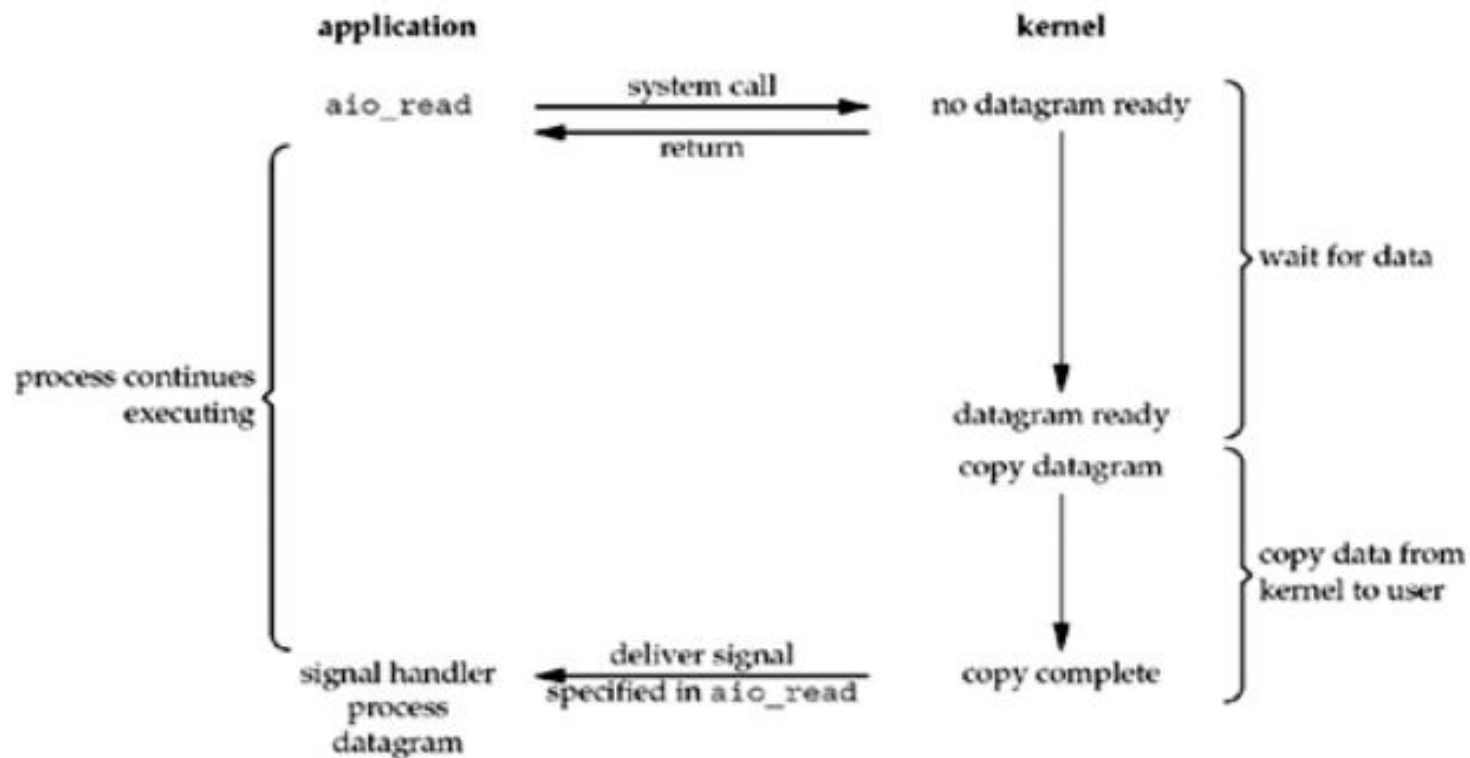 application
kernel
aio_read
system call
no datagram ready
return
wait for data
process continues
executing
datagram ready
copy datagram
copy data from
kernel to user
deliver signal
signal handler
specified in aio_read
copy complete
process
datagram